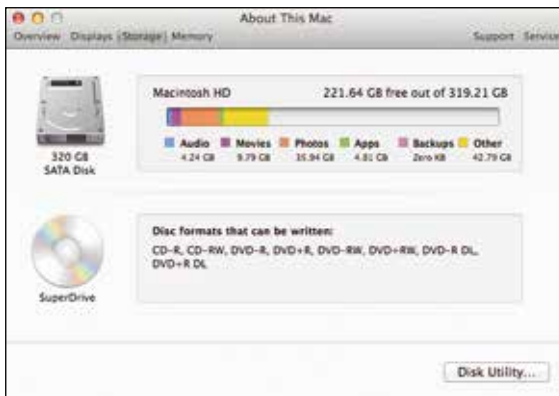 About This Mac
Overview Displays Storage Memory Support Service
Macintosh HD 221.64 GB free out of 319.21 GB
Audio Movies Photos Apps Backups Other
4.24 GB 9.79 GB 35.94 GB 4.81 GB Zero KB 42.79 GB
320 GB
SATA Disk
Disc formats that can be written:
CD-R, CD-RW, DVD-R, DVD+R, DVD-RW, DVD+RW, DVD-R DL,
DVD+R DL
SuperDrive
Disk Utility...